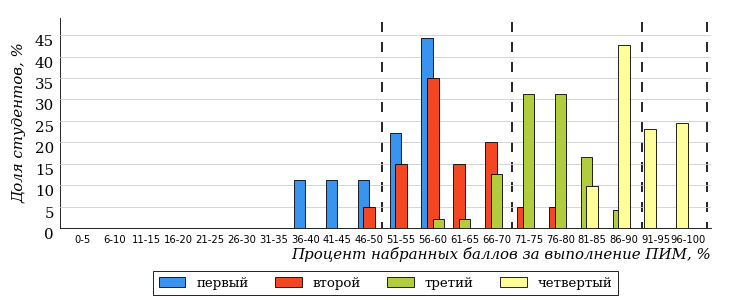 Доля студентов, %
45
40
35
30
25
20
15
10
5
0
0-5 6-10 11-15 16-20 21-25 26-30 31-35 36-40 41-45 46-50 51-55 56-60 61-65 66-70 71-75 76-80 81-85 86-90 91-95 96-100
Процент набранных баллов за выполнение ПИМ, %
первый второй третий четвертый